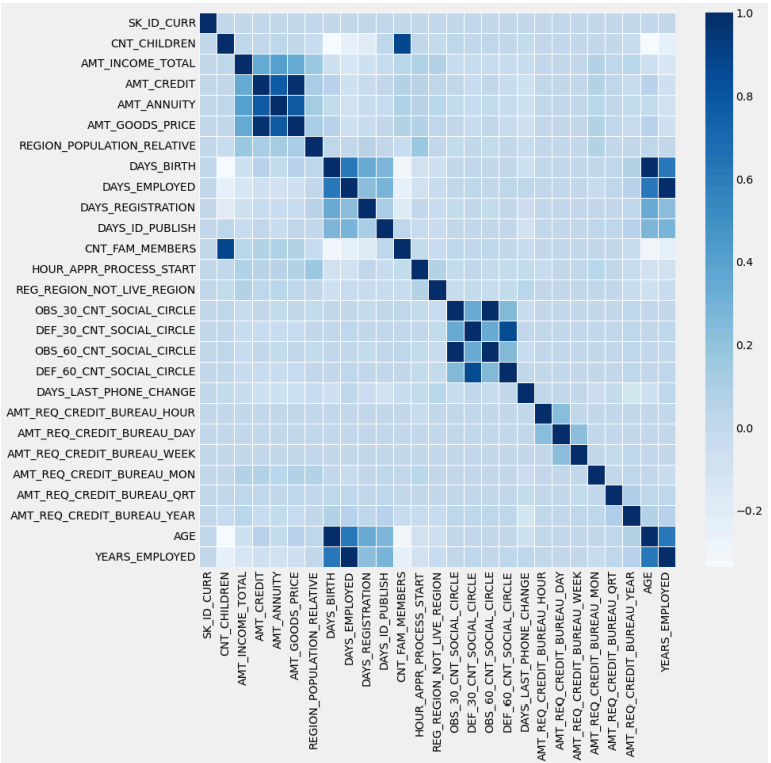 SK_ID_CURR
CNT_CHILDREN
AMT_INCOME_TOTAL
AMT_CREDIT
AMT_ANNUITY
AMT_GOODS_PRICE
REGION_POPULATION_RELATIVE
DAYS_BIRTH
DAYS_EMPLOYED
DAYS_REGISTRATION
DAYS_ID_PUBLISH
CNT_FAM_MEMBERS
HOUR_APPR_PROCESS_START
REG_REGION_NOT_LIVE_REGION
OBS_30_CNT_SOCIAL_CIRCLE
DEF_30_CNT_SOCIAL_CIRCLE
OBS_60_CNT_SOCIAL_CIRCLE
DEF_60_CNT_SOCIAL_CIRCLE
DAYS_LAST_PHONE_CHANGE
AMT_REQ_CREDIT_BUREAU_HOUR
AMT_REQ_CREDIT_BUREAU_DAY
AMT_REQ_CREDIT_BUREAU_WEEK
AMT_REQ_CREDIT_BUREAU_MON
AMT_REQ_CREDIT_BUREAU_QRT
AMT_REQ_CREDIT_BUREAU_YEAR
AGE
YEARS_EMPLOYED
SK_ID_CURR
CNT_CHILDREN
AMT_INCOME_TOTAL
AMT_CREDIT
AMT_ANNUITY
AMT_GOODS_PRICE
REGION_POPULATION_RELATIVE
DAYS_BIRTH
DAYS_EMPLOYED
DAYS_REGISTRATION
DAYS_ID_PUBLISH
CNT_FAM_MEMBERS
HOUR_APPR_PROCESS_START
REG_REGION_NOT_LIVE_REGION
OBS_30_CNT_SOCIAL_CIRCLE
DEF_30_CNT_SOCIAL_CIRCLE
OBS_60_CNT_SOCIAL_CIRCLE
DEF_60_CNT_SOCIAL_CIRCLE
DAYS_LAST_PHONE_CHANGE
AMT_REQ_CREDIT_BUREAU_HOUR
AMT_REQ_CREDIT_BUREAU_DAY
AMT_REQ_CREDIT_BUREAU_WEEK
AMT_REQ_CREDIT_BUREAU_MON
AMT_REQ_CREDIT_BUREAU_QRT
AMT_REQ_CREDIT_BUREAU_YEAR
AGE
YEARS_EMPLOYED
1.0
0.8
0.6
0.4
0.2
0.0
−0.2